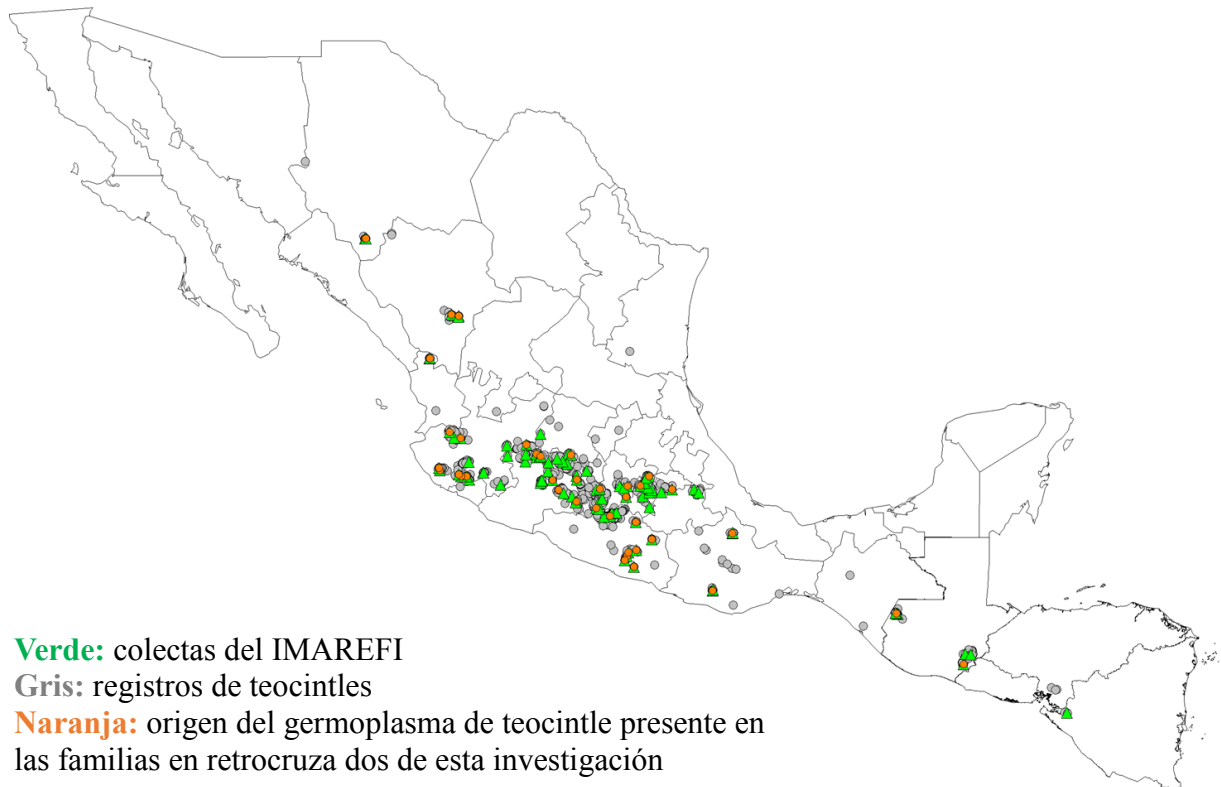 Verde: colectas del IMAREFI
Gris: registros de teocintles
Naranja: origen del germoplasma de teocintle presente en
las familias en retrocruza dos de esta investigación